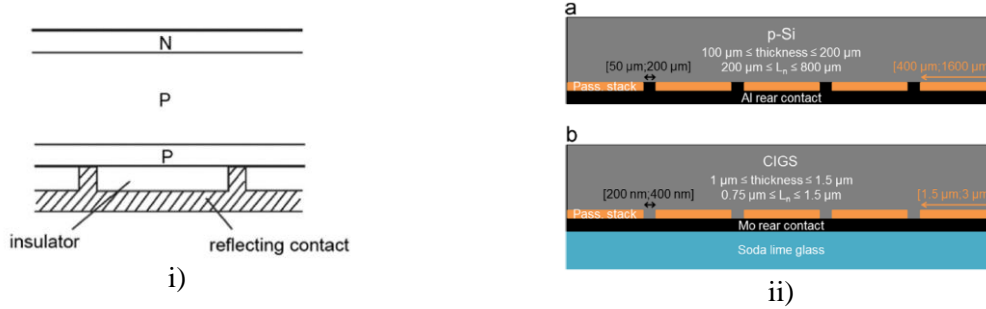 N
P
P
insulator
reflecting contact
i)
a
p-Si
100 µm ≤ thickness ≤ 200 µm
[50 µm;200 µm]
200 µm ≤ Lₙ ≤ 800 µm
[400 µm;1600 µm
Pass. stack
Al rear contact
b
CIGS
1 µm ≤ thickness ≤ 1.5 µm
[200 nm;400 nm]
0.75 µm ≤ Lₙ ≤ 1.5 µm
[1.5 µm;3 µm
Pass. stack
Mo rear contact
Soda lime glass
ii)